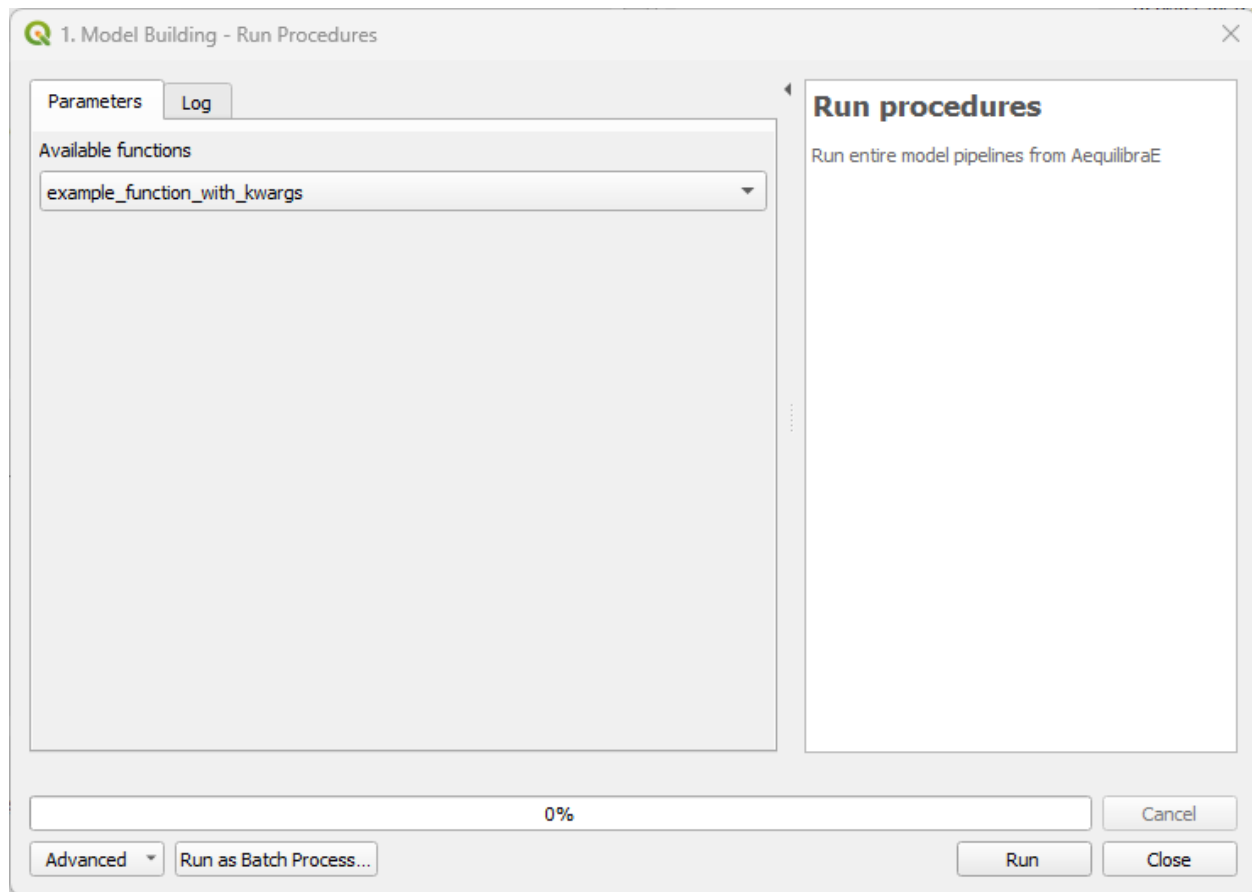 1. Model Building - Run Procedures
Parameters
Log
Available functions
example_function_with_kwargs
Run procedures
Run entire model pipelines from AequilibraE
0%
Cancel
Advanced
Run as Batch Process...
Run
Close